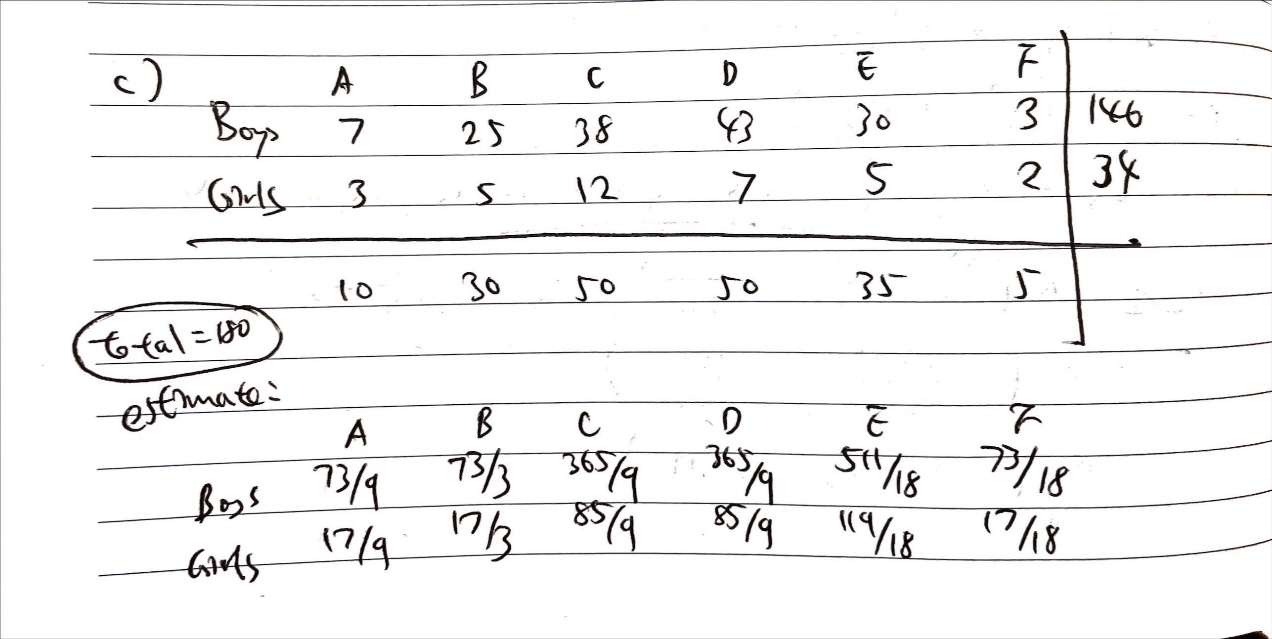 c) A B C D E F
Boys 7 25 38 43 30 3 146
Girls 3 5 12 7 5 2 34
10 30 50 50 35 5
total = 180
estimate:
A B C D E F
Boys 73/9 73/3 365/9 365/9 511/18 73/18
Girls 17/9 17/3 85/9 85/9 119/18 17/18